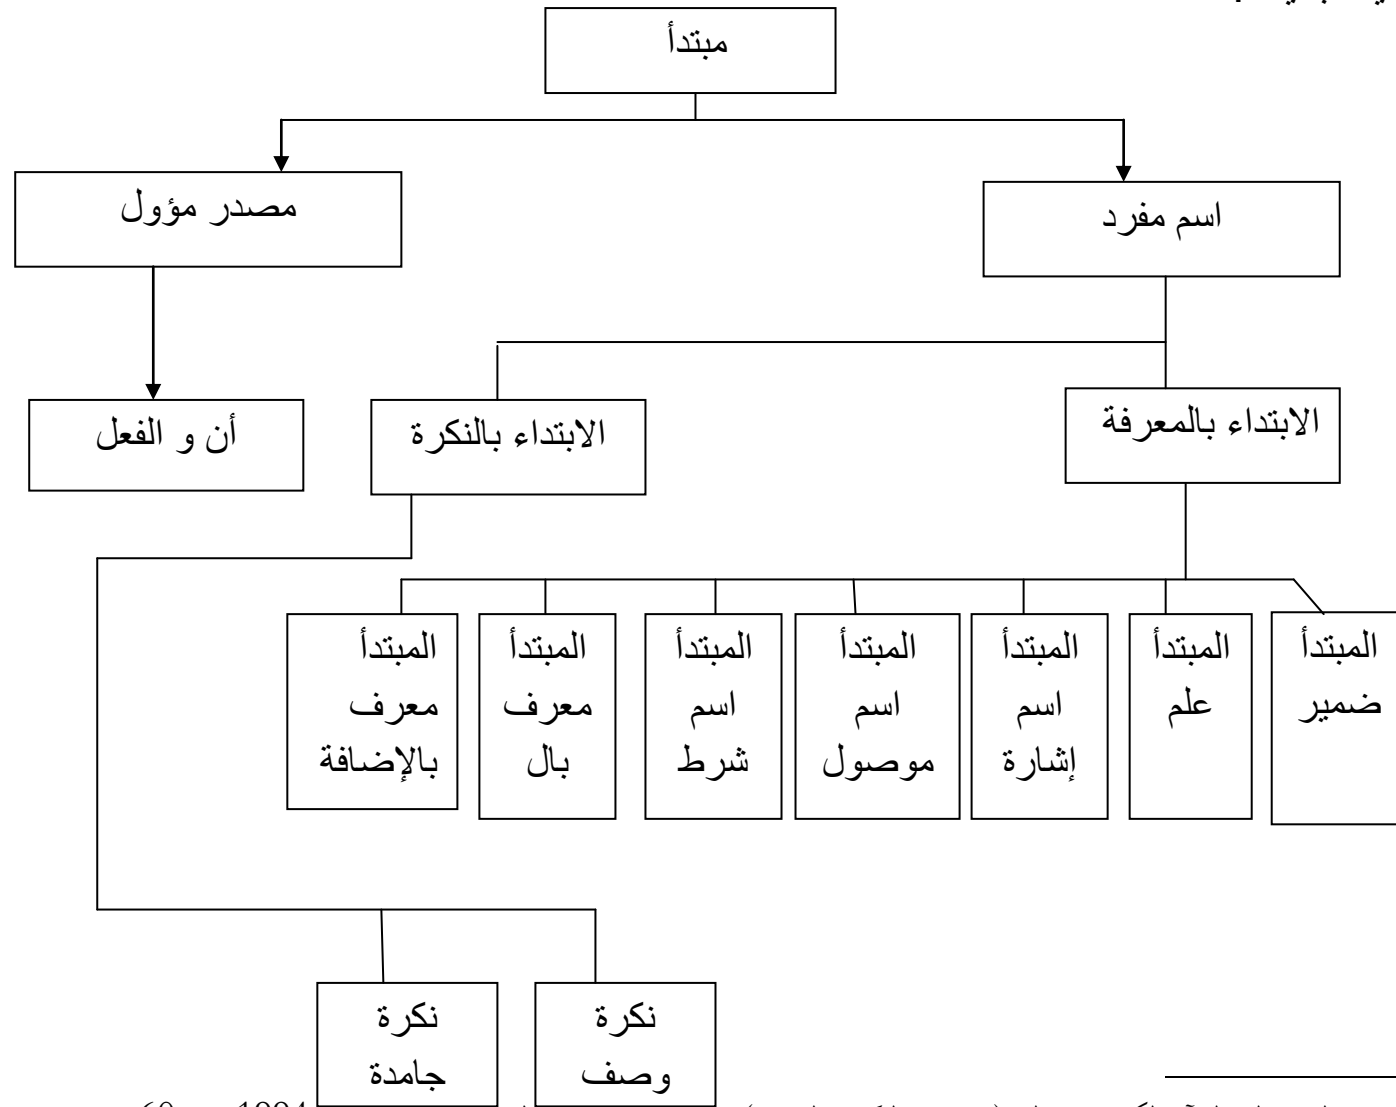 مبتدأ
اسم مفرد
مصدر مؤول
الابتداء بالمعرفة
الابتداء بالنكرة
أن و الفعل
المبتدأ
ضمير
المبتدأ
علم
المبتدأ
اسم
إشارة
المبتدأ
اسم
موصول
المبتدأ
اسم
شرط
المبتدأ
معرف
بال
المبتدأ
معرف
بالإضافة
نكرة
وصف
نكرة
جامدة